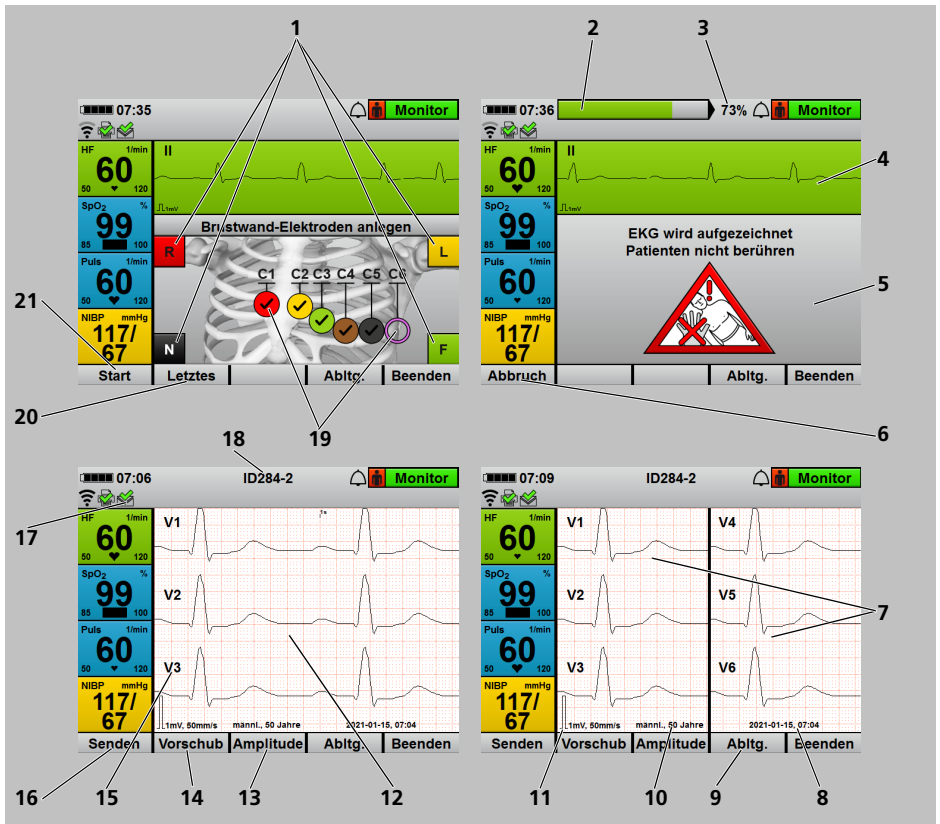 1
2
3
07:35
Monitor
HF 1/min
60
50 120
SpO2 %
99
85 100
Puls 1/min
60
50 120
NIBP mmHg
117/
67
II
1mV
Brustwand-Elektroden anlegen
R
L
C1 C2 C3 C4 C5 C6
N
F
Start Letztes Abltg. Beenden
21
20
19
07:36
73%
Monitor
HF 1/min
60
50 120
SpO2 %
99
85 100
Puls 1/min
60
50 120
NIBP mmHg
117/
67
II
1mV
EKG wird aufgezeichnet
Patienten nicht berühren
Abbruch Abltg. Beenden
4
5
6
18
07:06
ID284-2
Monitor
HF 1/min
60
50 120
SpO2 %
99
85 100
Puls 1/min
60
50 120
NIBP mmHg
117/
67
V1
1s
V2
V3
1mV, 50mm/s männl., 50 Jahre 2021-01-15, 07:04
Senden Vorschub Amplitude Abltg. Beenden
17
16
15
14
13
12
07:09
ID284-2
Monitor
HF 1/min
60
50 120
SpO2 %
99
85 100
Puls 1/min
60
50 120
NIBP mmHg
117/
67
V1 V4
V2 V5
V3 V6
1mV, 50mm/s männl., 50 Jahre 2021-01-15, 07:04
Senden Vorschub Amplitude Abltg. Beenden
7
11
10
9
8